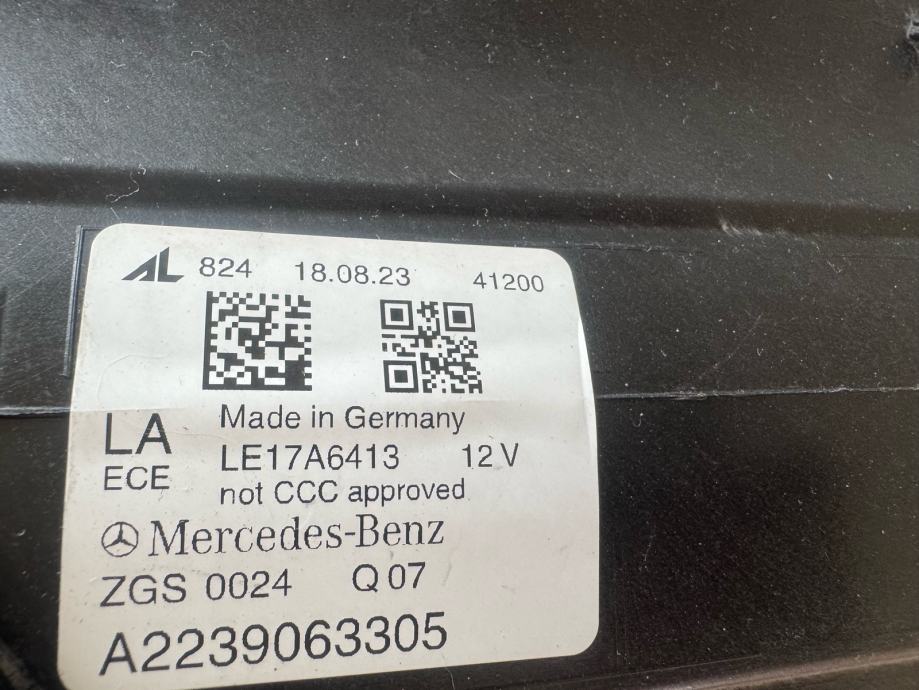 AL 824 18.08.23 41200
LA Made in Germany
ECE LE17A6413 12 V
not CCC approved
Mercedes-Benz
ZGS 0024 Q 07
A2239063305